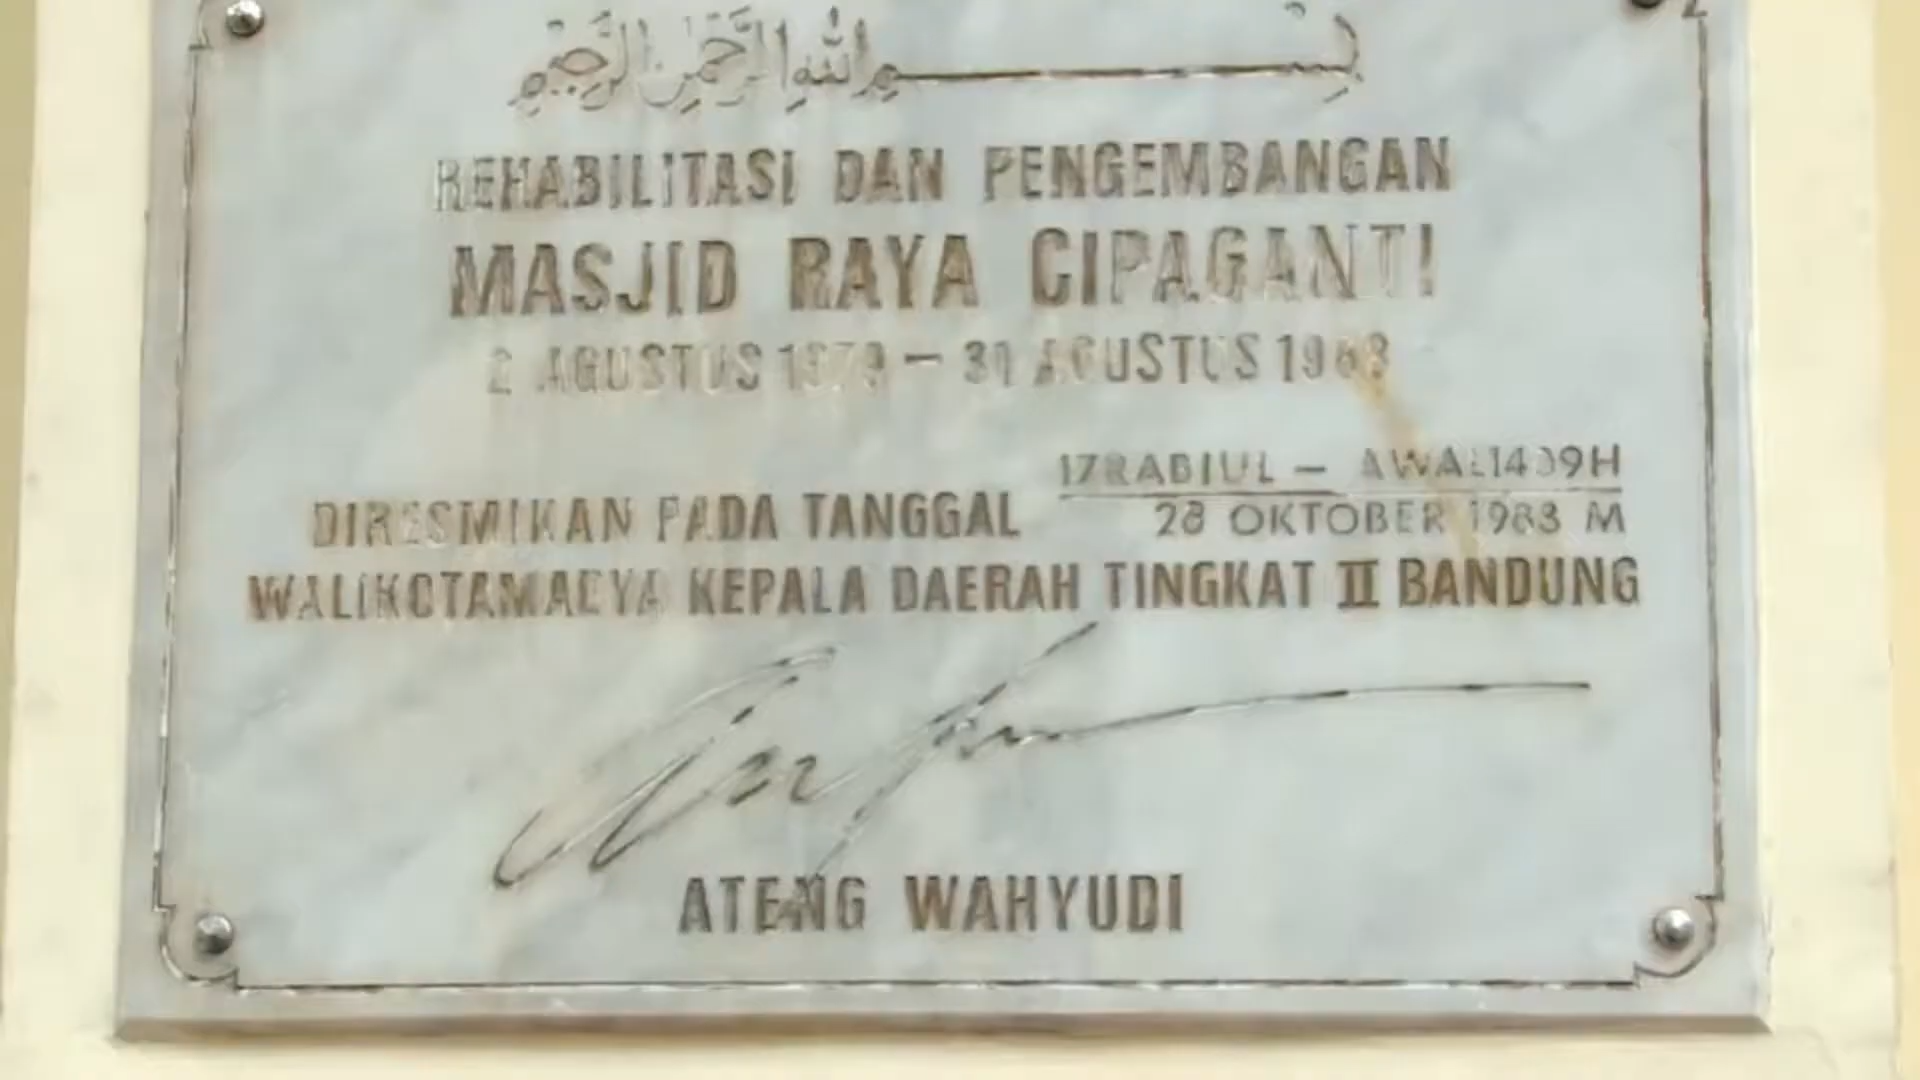 بسم الله الرحمن الرحيم
REHABILITASI DAN PENGEMBANGAN
MASJID RAYA CIPAGANTI
2 AGUSTUS 1979 – 31 AGUSTUS 1988
17 RABIUL – AWAL 1409 H
DIRESMIKAN PADA TANGGAL 28 OKTOBER 1988 M
WALIKOTAMADYA KEPALA DAERAH TINGKAT II BANDUNG
ATENG WAHYUDI